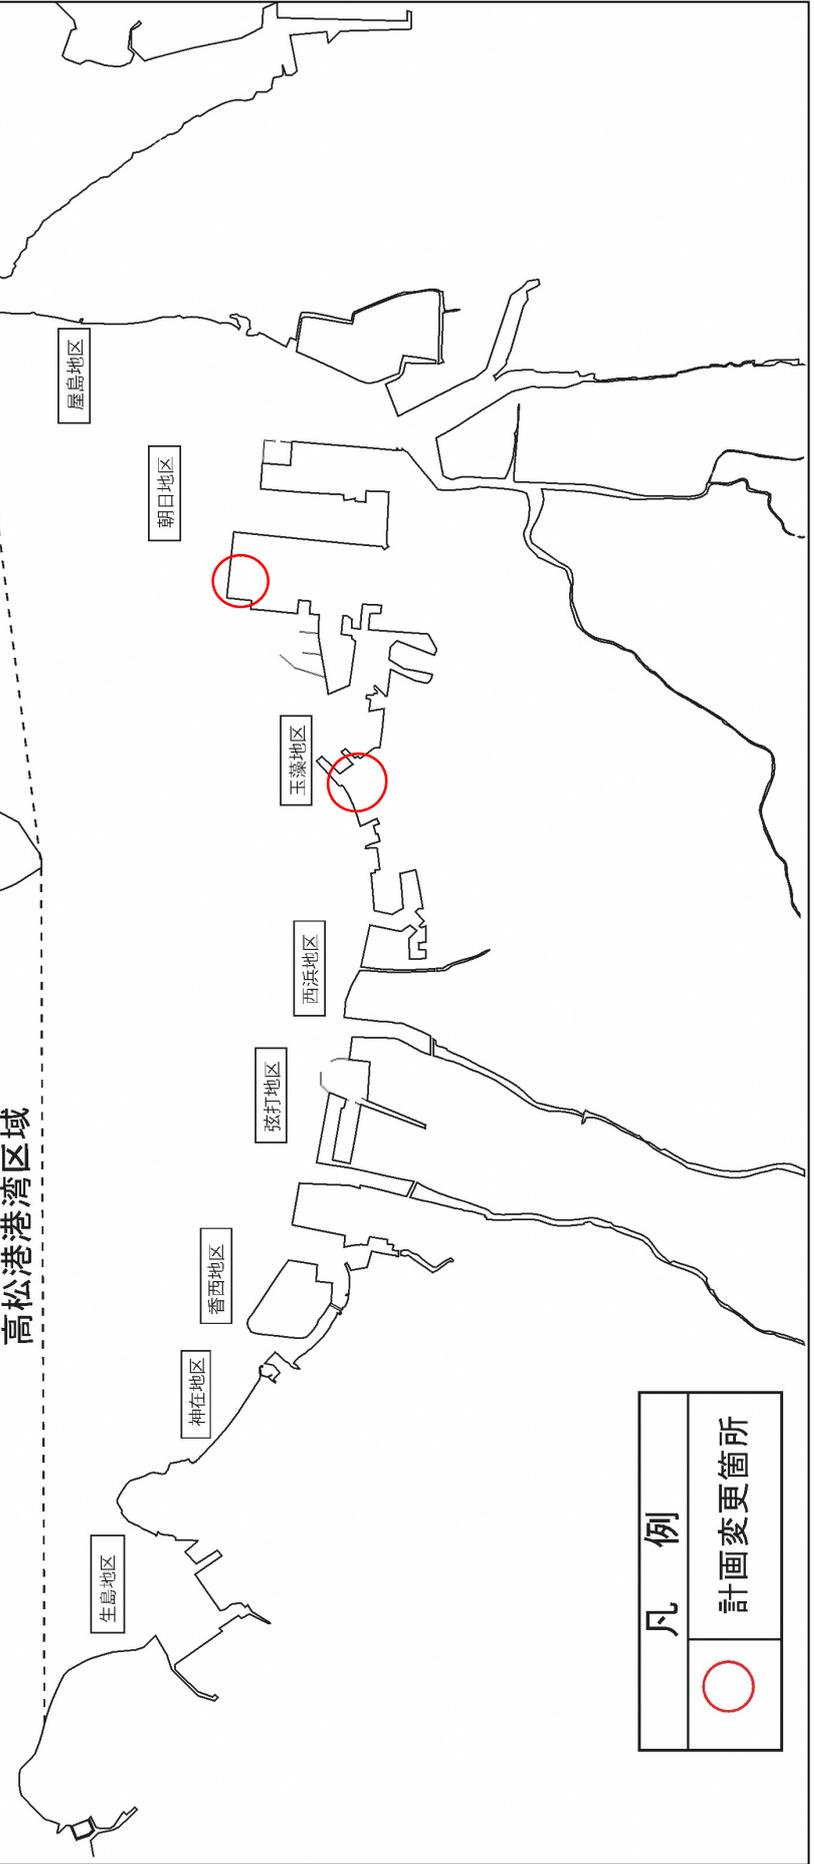 高松港港湾区域
生島地区
神在地区
香西地区
弦打地区
西浜地区
玉藻地区
朝日地区
屋島地区
凡　例
計画変更箇所